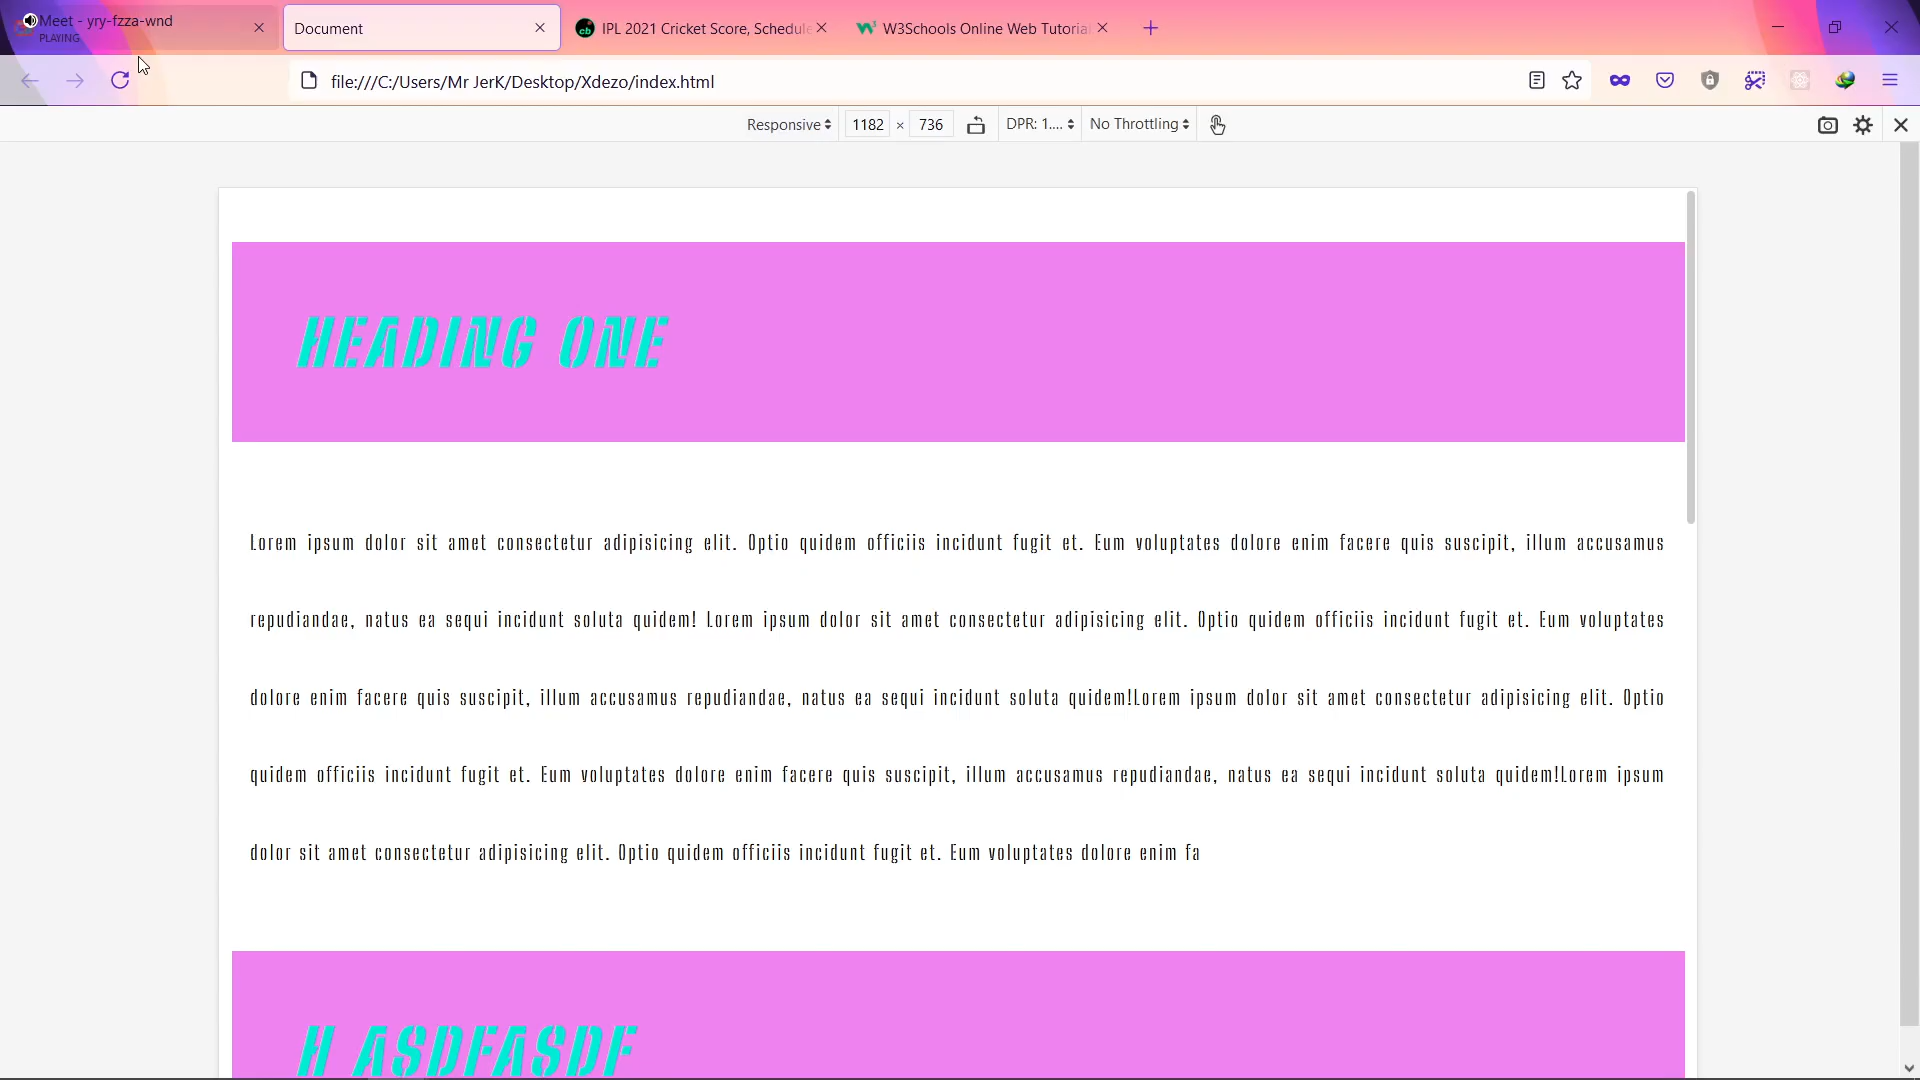 Meet - yry-fzza-wnd
PLAYING
Document
IPL 2021 Cricket Score, Schedule
W3Schools Online Web Tutorial
file:///C:/Users/Mr JerK/Desktop/Xdezo/index.html
Responsive 1182 × 736 DPR: 1.... No Throttling
HEADING ONE
Lorem ipsum dolor sit amet consectetur adipisicing elit. Optio quidem officiis incidunt fugit et. Eum voluptates dolore enim facere quis suscipit, illum accusamus
repudiandae, natus ea sequi incidunt soluta quidem! Lorem ipsum dolor sit amet consectetur adipisicing elit. Optio quidem officiis incidunt fugit et. Eum voluptates
dolore enim facere quis suscipit, illum accusamus repudiandae, natus ea sequi incidunt soluta quidem!Lorem ipsum dolor sit amet consectetur adipisicing elit. Optio
quidem officiis incidunt fugit et. Eum voluptates dolore enim facere quis suscipit, illum accusamus repudiandae, natus ea sequi incidunt soluta quidem!Lorem ipsum
dolor sit amet consectetur adipisicing elit. Optio quidem officiis incidunt fugit et. Eum voluptates dolore enim fa
H ASDFASDF